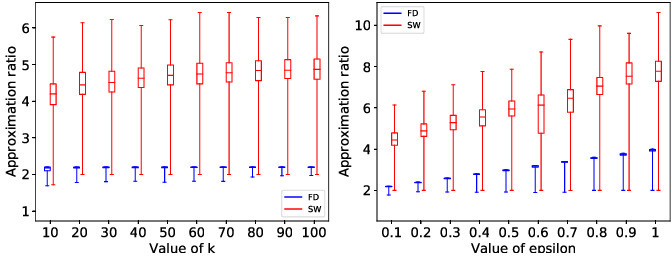 Approximation ratio
6
5
4
3
2
1
FD
SW
10 20 30 40 50 60 70 80 90 100
Value of k
Approximation ratio
10
8
6
4
2
FD
SW
0.1 0.2 0.3 0.4 0.5 0.6 0.7 0.8 0.9 1
Value of epsilon